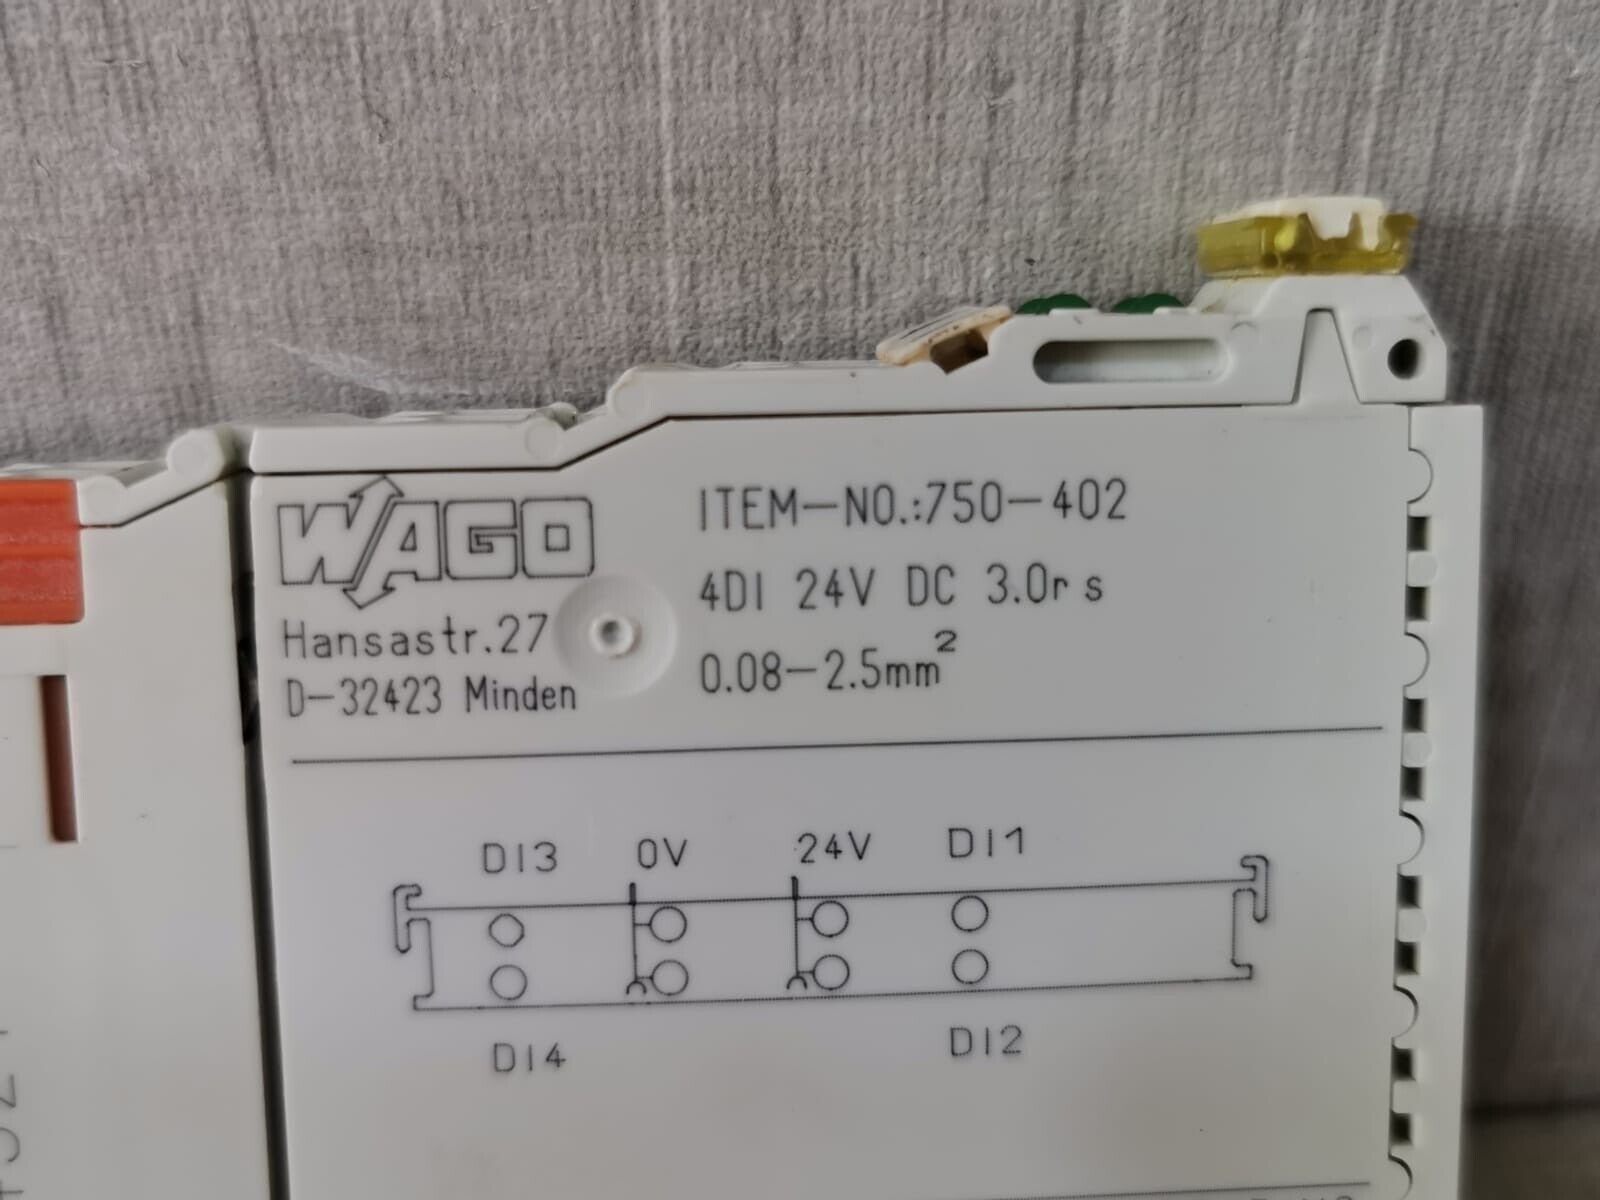 WAGO
Hansastr.27
D-32423 Minden
ITEM-NO.:750-402
4DI 24V DC 3.0r s
0.08-2.5mm²
DI3 0V 24V DI1
DI4 DI2